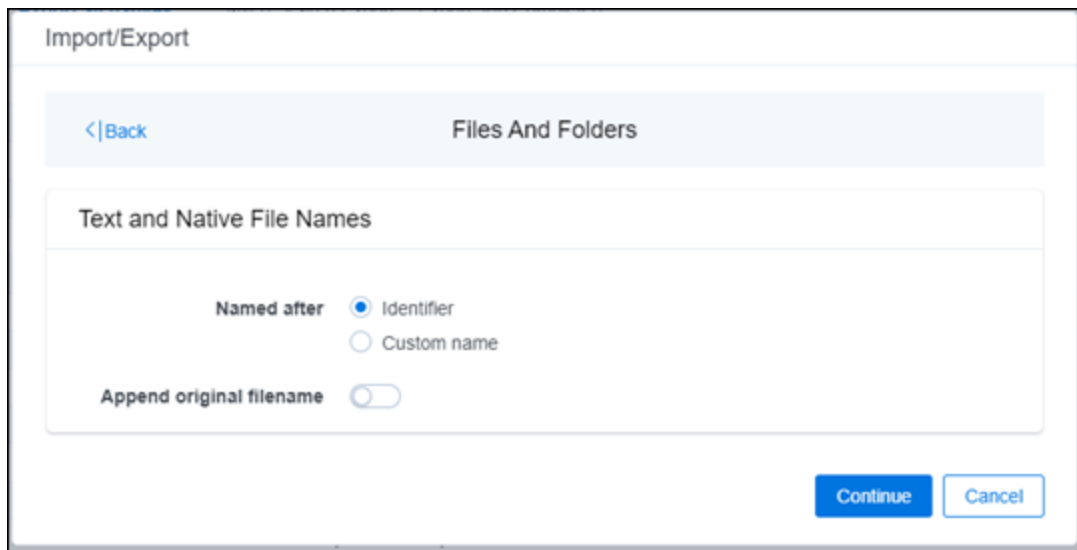 Import/Export
<|Back
Files And Folders
Text and Native File Names
Named after
Identifier
Custom name
Append original filename
Continue
Cancel